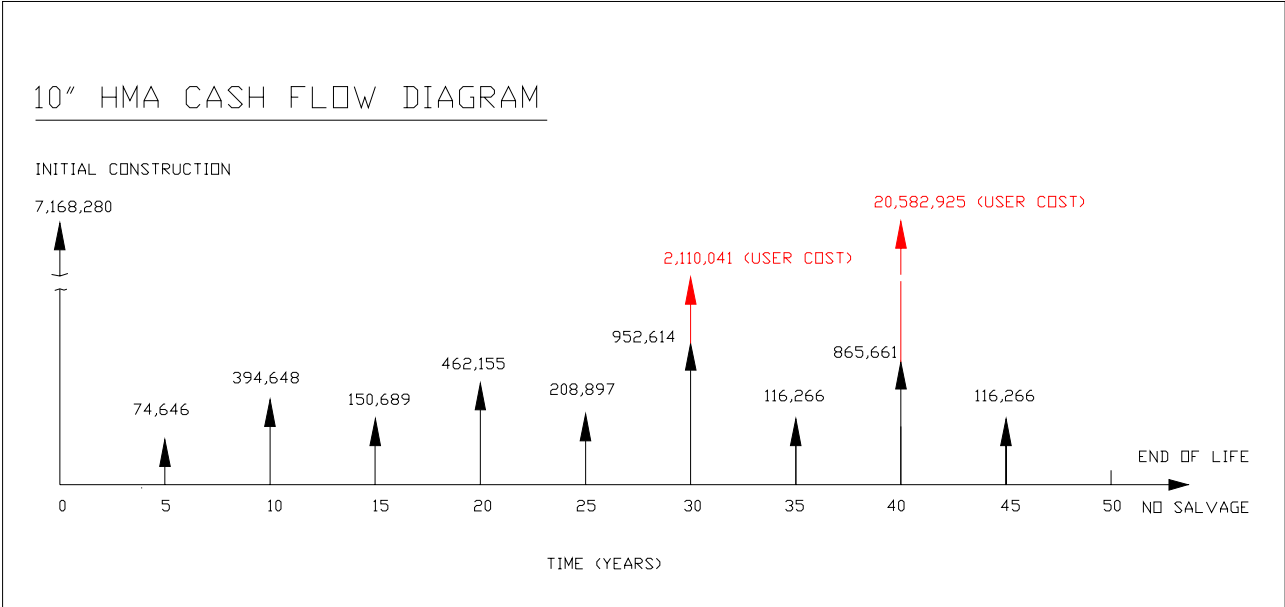 10" HMA CASH FLOW DIAGRAM
INITIAL CONSTRUCTION
7,168,280
20,582,925 (USER COST)
2,110,041 (USER COST)
952,614
865,661
462,155
394,648
208,897
150,689
116,266
116,266
74,646
END OF LIFE
0 5 10 15 20 25 30 35 40 45 50
NO SALVAGE
TIME (YEARS)